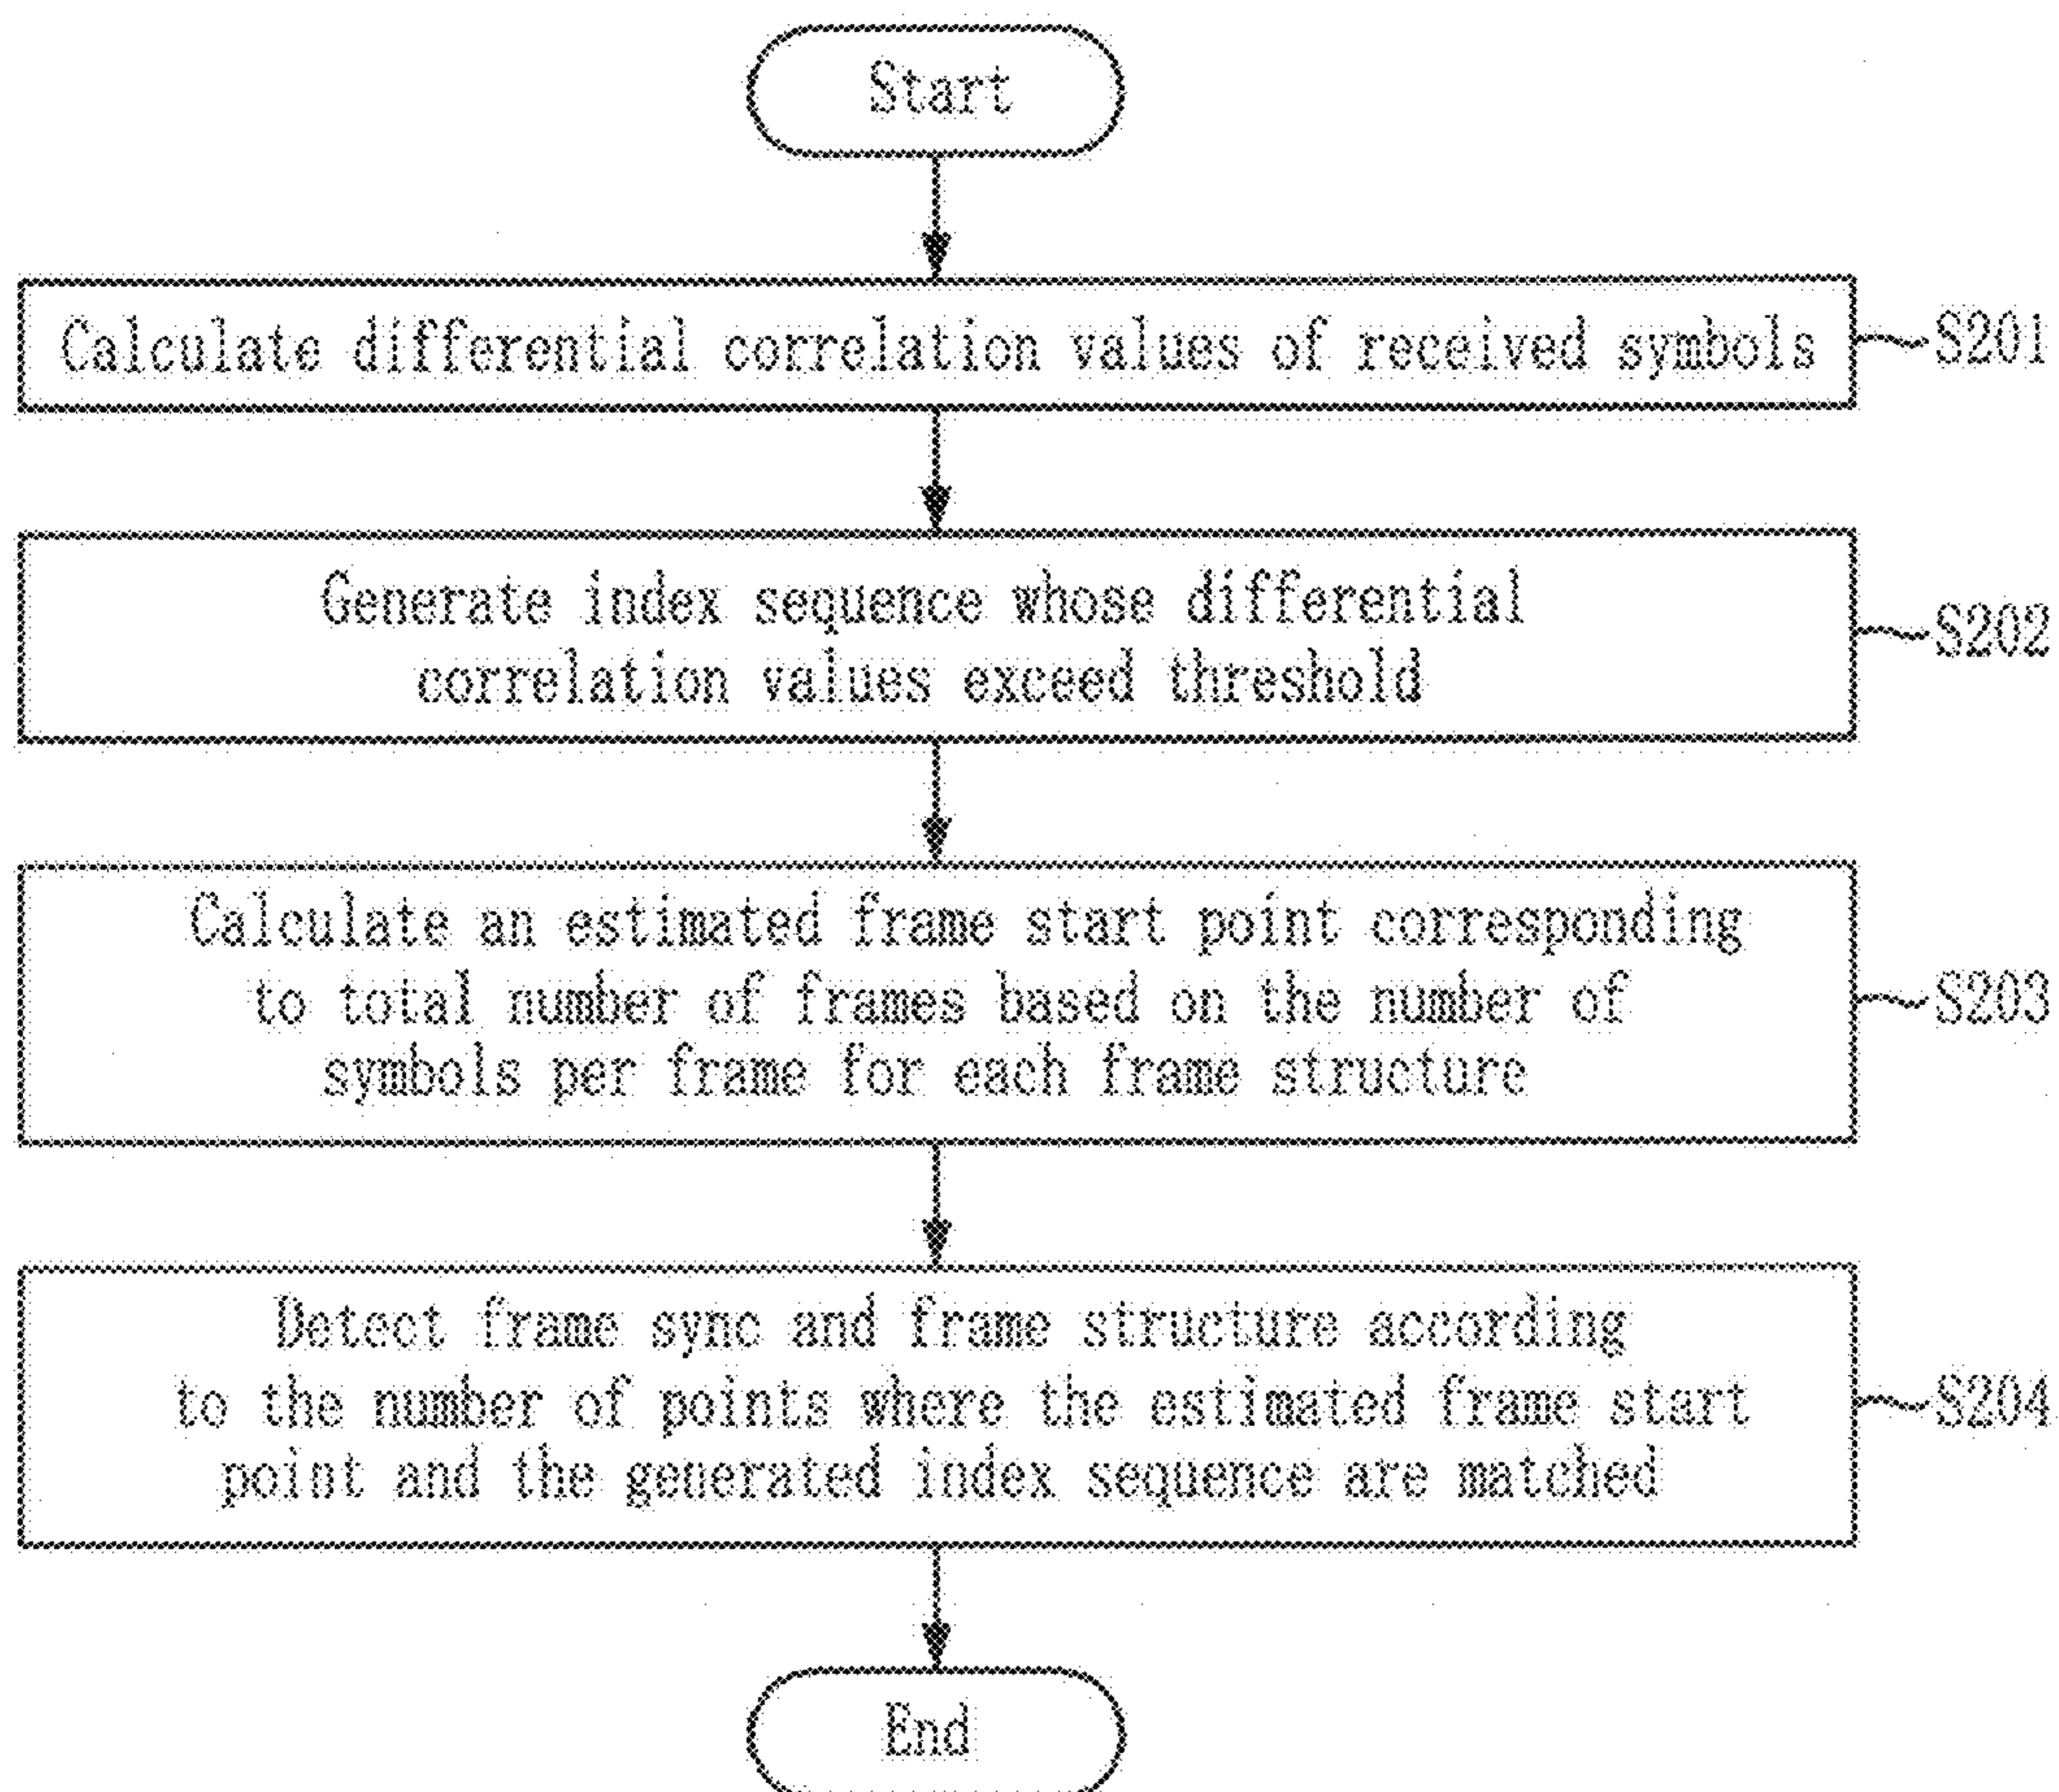 Start
Calculate differential correlation values of received symbols
S201
Generate index sequence whose differential
correlation values exceed threshold
S202
Calculate an estimated frame start point corresponding
to total number of frames based on the number of
symbols per frame for each frame structure
S203
Detect frame sync and frame structure according
to the number of points where the estimated frame start
point and the generated index sequence are matched
S204
End